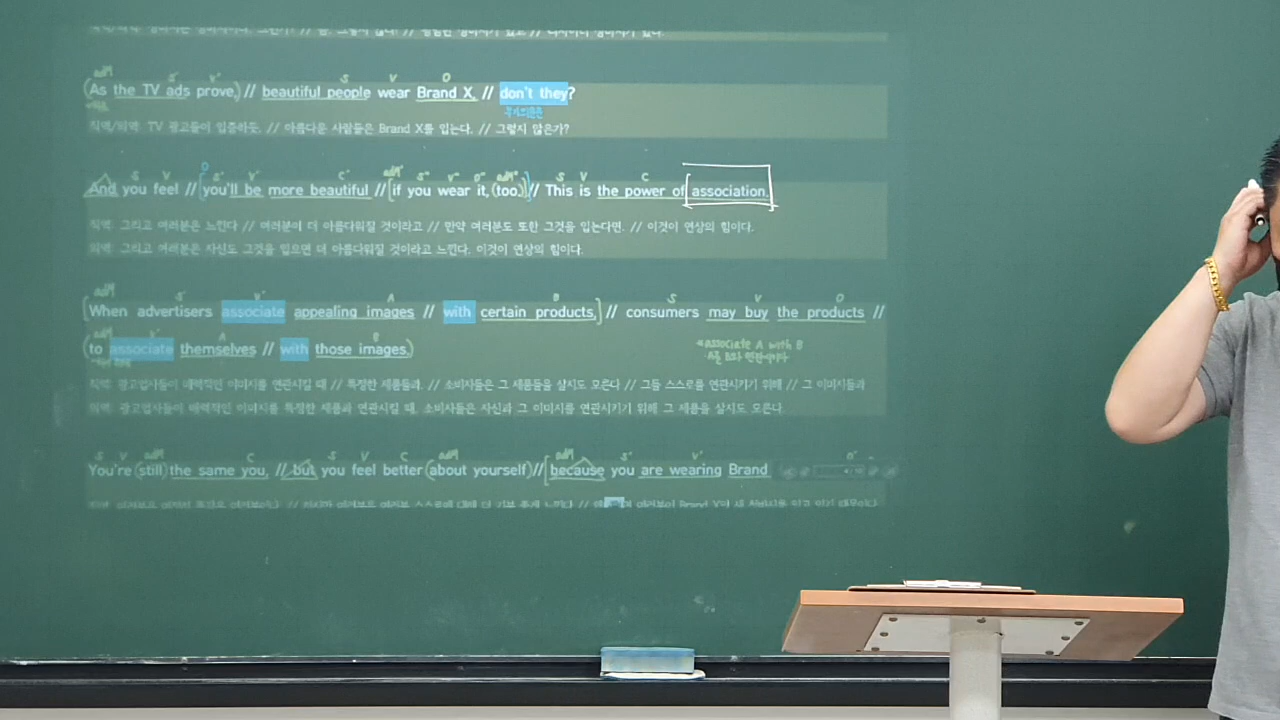 (As the TV ads prove,) // beautiful people wear Brand X, // don't they?
직역/의역: TV 광고들이 입증하듯, // 아름다운 사람들은 Brand X를 입는다. // 그렇지 않은가?
And you feel // [you'll be more beautiful // [if you wear it, (too.)] // This is the power of association.
직역: 그리고 여러분은 느낀다 // 여러분이 더 아름다워질 것이라고 // 만약 여러분도 또한 그것을 입는다면. // 이것이 연상의 힘이다.
의역: 그리고 여러분은 자신도 그것을 입으면 더 아름다워질 것이라고 느낀다. 이것이 연상의 힘이다.
[When advertisers associate appealing images // with certain products,] // consumers may buy the products //
(to associate themselves // with those images.)
*associate A with B
A를 B와 연관시키다
직역: 광고업자들이 매력적인 이미지를 연관시킬 때 // 특정한 제품들과, // 소비자들은 그 제품들을 살지도 모른다 // 그들 스스로를 연관시키기 위해 // 그 이미지들과
의역: 광고업자들이 매력적인 이미지를 특정한 제품과 연관시킬 때, 소비자들은 자신과 그 이미지를 연관시키기 위해 그 제품을 살지도 모른다.
You're (still) the same you, // but you feel better (about yourself) // [because you are wearing Brand